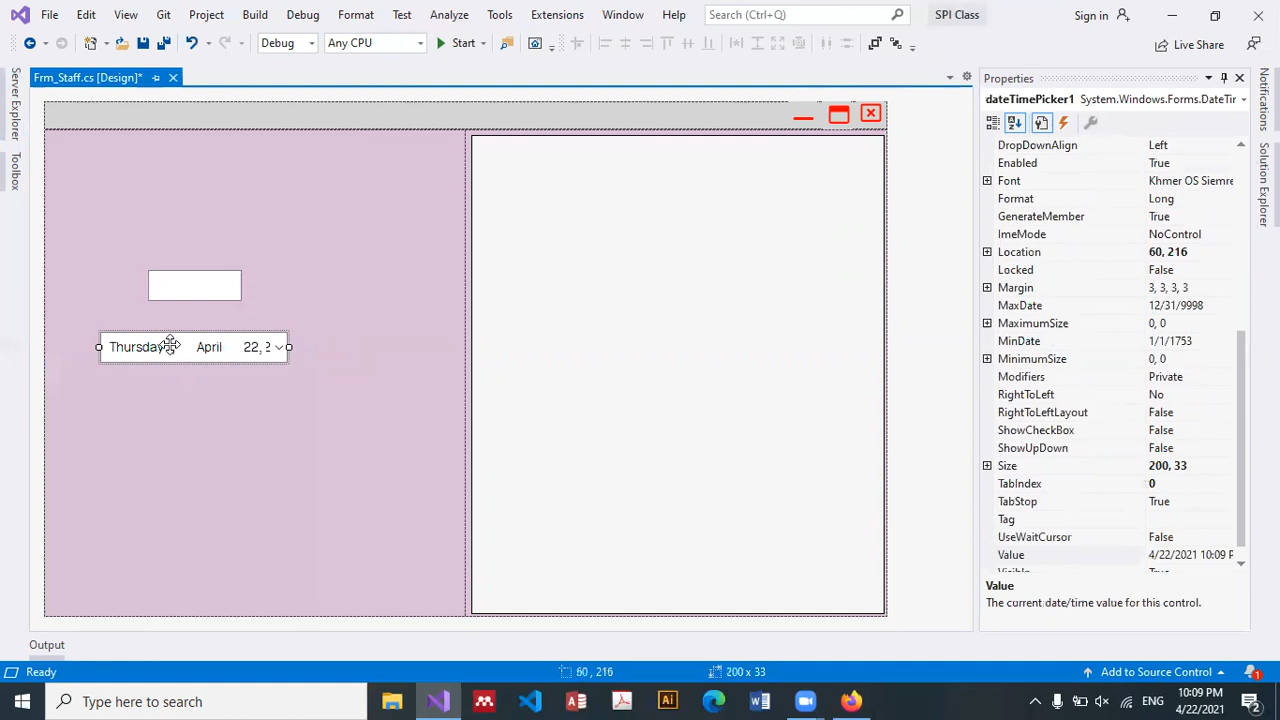 File Edit View Git Project Build Debug Format Test Analyze Tools Extensions Window Help Search (Ctrl+Q) SPI Class Sign in
Debug Any CPU Start Live Share
Frm_Staff.cs [Design]*
Server Explorer
Toolbox
Thursday April 22, 2
Properties
dateTimePicker1 System.Windows.Forms.DateTir
DropDownAlign Left
Enabled True
Font Khmer OS Siemre
Format Long
GenerateMember True
ImeMode NoControl
Location 60, 216
Locked False
Margin 3, 3, 3, 3
MaxDate 12/31/9998
MaximumSize 0, 0
MinDate 1/1/1753
MinimumSize 0, 0
Modifiers Private
RightToLeft No
RightToLeftLayout False
ShowCheckBox False
ShowUpDown False
Size 200, 33
TabIndex 0
TabStop True
Tag
UseWaitCursor False
Value 4/22/2021 10:09 P
Visible True
Value
The current date/time value for this control.
Notifications
Solution Explorer
Output
Ready 60 , 216 200 x 33 Add to Source Control 1
Type here to search ENG 10:09 PM
4/22/2021 2